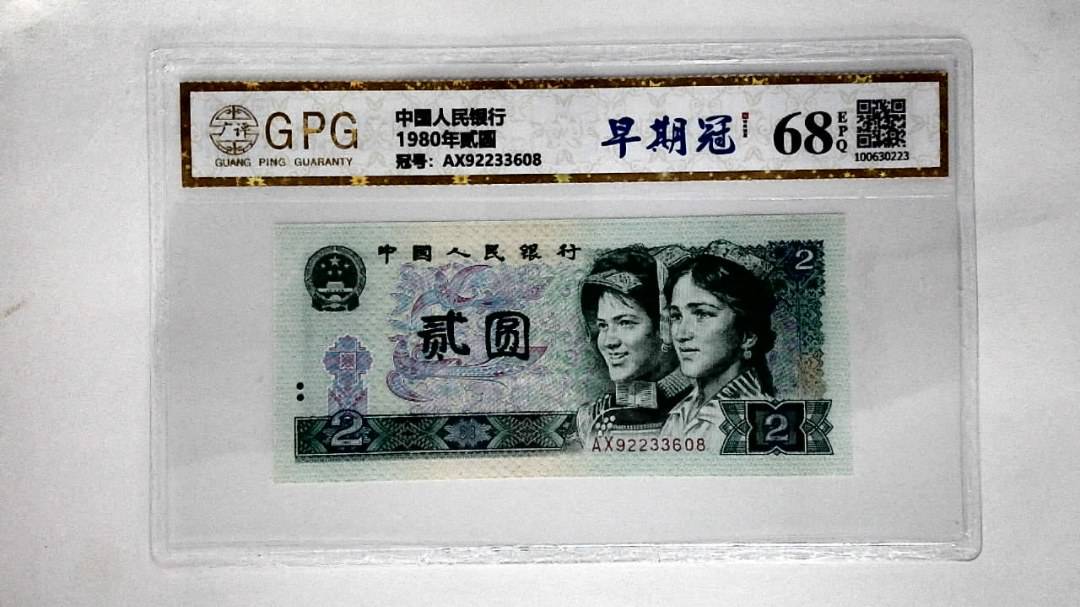 广评
GPG
GUANG PING GUARANTY
中国人民银行
1980年贰圆
冠号：AX92233608
早期冠
68
EPQ
100630223
中国人民银行
2
贰圆
2
AX92233608
2